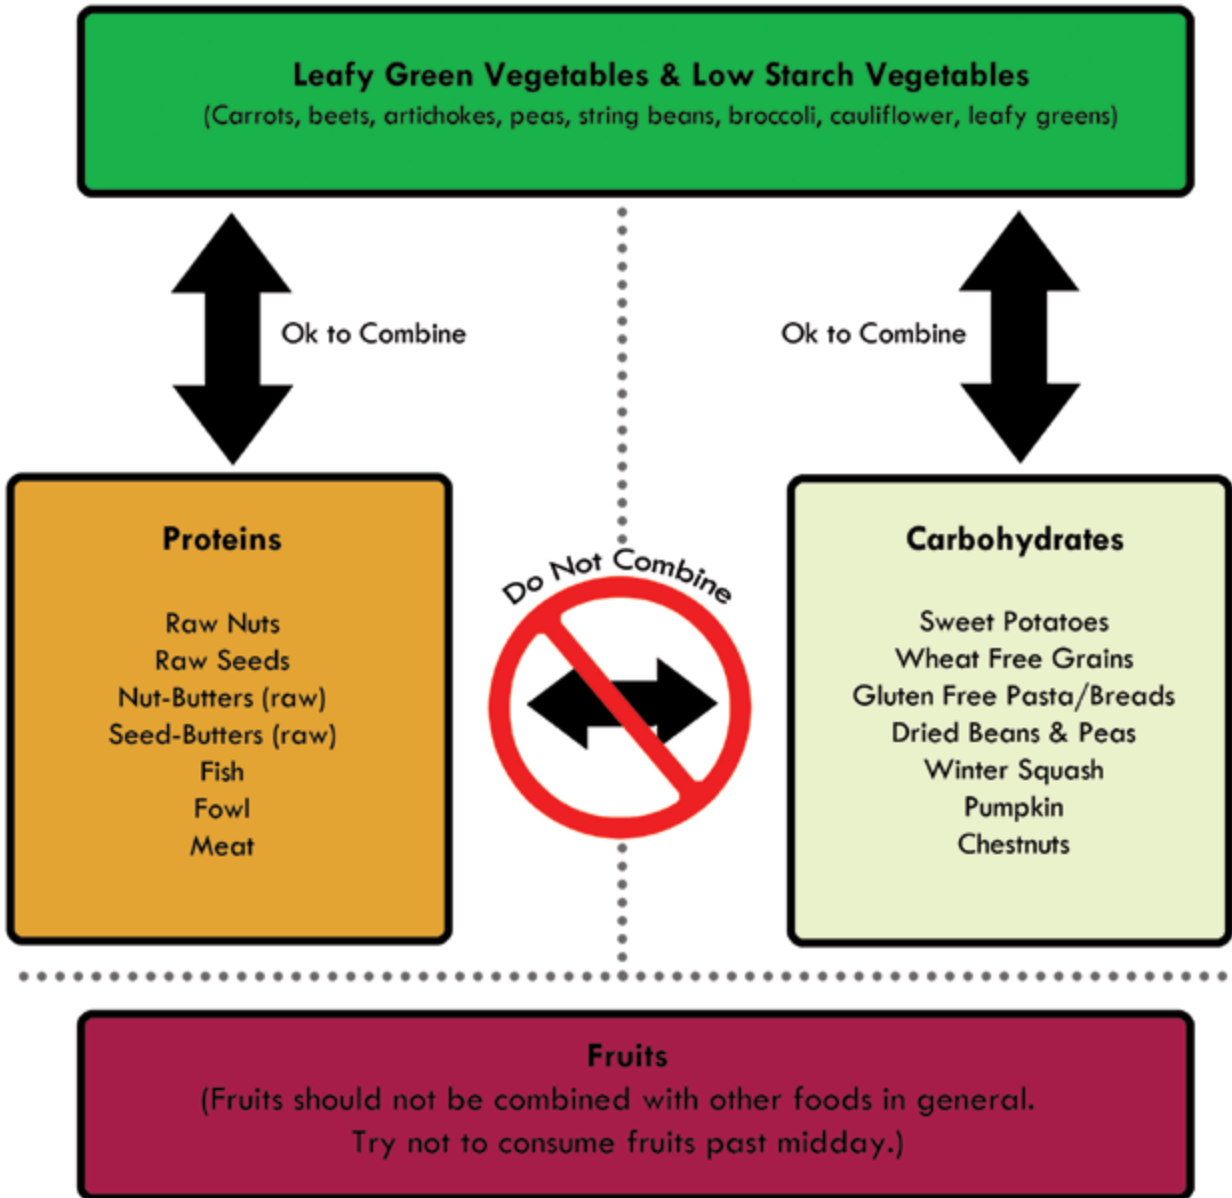 Leafy Green Vegetables & Low Starch Vegetables
(Carrots, beets, artichokes, peas, string beans, broccoli, cauliflower, leafy greens)
Ok to Combine
Ok to Combine
Proteins
Raw Nuts
Raw Seeds
Nut-Butters (raw)
Seed-Butters (raw)
Fish
Fowl
Meat
Do Not Combine
Carbohydrates
Sweet Potatoes
Wheat Free Grains
Gluten Free Pasta/Breads
Dried Beans & Peas
Winter Squash
Pumpkin
Chestnuts
Fruits
(Fruits should not be combined with other foods in general.
Try not to consume fruits past midday.)